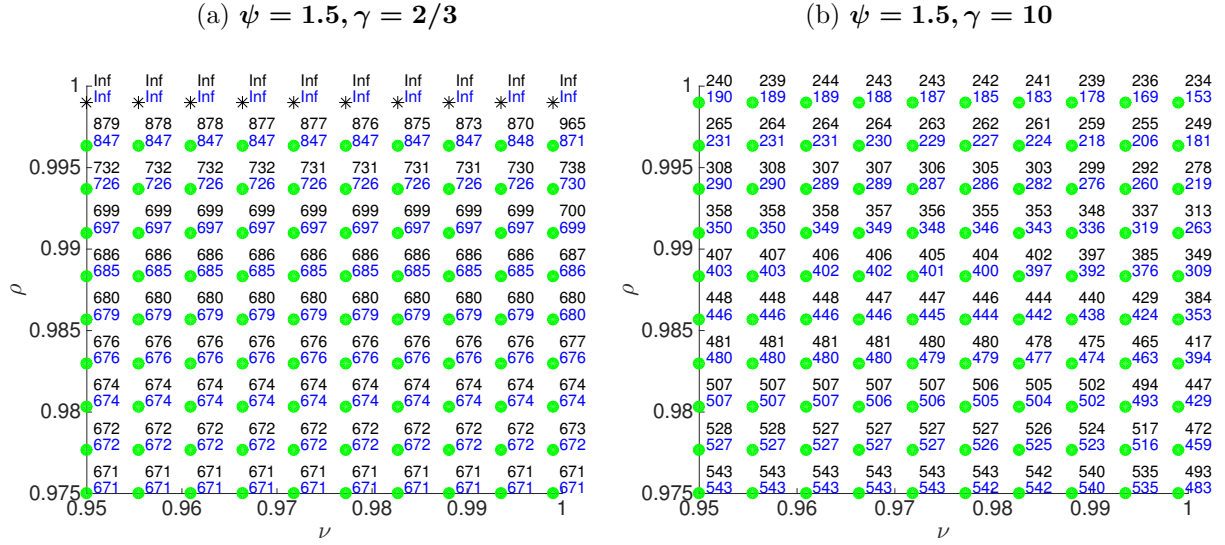 (a) ψ = 1.5, γ = 2/3
Inf Inf Inf Inf Inf Inf Inf Inf Inf Inf
1
Inf Inf Inf Inf Inf Inf Inf Inf Inf Inf
879 878 878 877 877 876 875 873 870 965
847 847 847 847 847 847 847 847 848 871
0.995
732 732 732 732 731 731 731 731 730 738
726 726 726 726 726 726 726 726 726 730
699 699 699 699 699 699 699 699 699 700
697 697 697 697 697 697 697 697 697 699
0.99
686 686 686 686 686 686 686 686 686 687
685 685 685 685 685 685 685 685 685 686
ρ
680 680 680 680 680 680 680 680 680 680
679 679 679 679 679 679 679 679 679 680
0.985
676 676 676 676 676 676 676 676 676 677
676 676 676 676 676 676 676 676 676 676
674 674 674 674 674 674 674 674 674 674
674 674 674 674 674 674 674 674 674 674
0.98
672 672 672 672 672 672 672 672 672 673
672 672 672 672 672 672 672 672 672 672
671 671 671 671 671 671 671 671 671 671
0.975
671 671 671 671 671 671 671 671 671 671
0.95 0.96 0.97 0.98 0.99 1
ν
(b) ψ = 1.5, γ = 10
240 239 244 243 243 242 241 239 236 234
1
190 189 189 188 187 185 183 178 169 153
265 264 264 264 263 262 261 259 255 249
231 231 231 230 229 227 224 218 206 181
0.995
308 308 307 307 306 305 303 299 292 278
290 290 289 289 287 286 282 276 260 219
358 358 358 357 356 355 353 348 337 313
350 350 349 349 348 346 343 336 319 263
0.99
407 407 406 406 405 404 402 397 385 349
403 403 402 402 401 400 397 392 376 309
ρ
448 448 448 447 447 446 444 440 429 384
446 446 446 446 445 444 442 438 424 353
0.985
481 481 481 481 480 480 478 475 465 417
480 480 480 480 479 479 477 474 463 394
507 507 507 507 507 506 505 502 494 447
507 507 507 506 506 505 504 502 493 429
0.98
528 528 527 527 527 526 526 524 517 472
527 527 527 527 527 526 525 523 516 459
543 543 543 543 543 543 542 540 535 493
0.975
543 543 543 543 543 542 542 540 535 483
0.95 0.96 0.97 0.98 0.99 1
ν